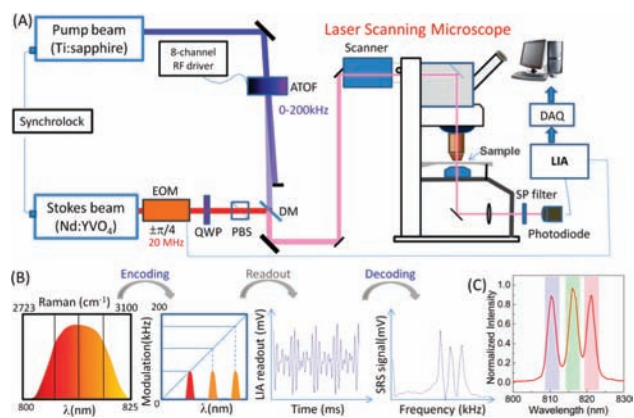 (A)
Pump beam
(Ti:sapphire)
8-channel
RF driver
ATOF
0-200kHz
Scanner
Laser Scanning Microscope
Sample
DAQ
LIA
SP filter
Photodiode
Synchrolock
Stokes beam
(Nd:YVO4)
EOM
±π/4
20 MHz
QWP
PBS
DM
(B)
Encoding
Readout
Decoding
(C)
Raman (cm⁻¹)
2723
3100
800
825
λ(nm)
200
0
Modulation(kHz)
λ(nm)
LIA readout
(mV)
Time (ms)
SRS signal(mV)
Frequency (kHz)
Normalized Intensity
1.0
0.8
0.6
0.4
0.2
0.0
800 810 820 830
Wavelength (nm)